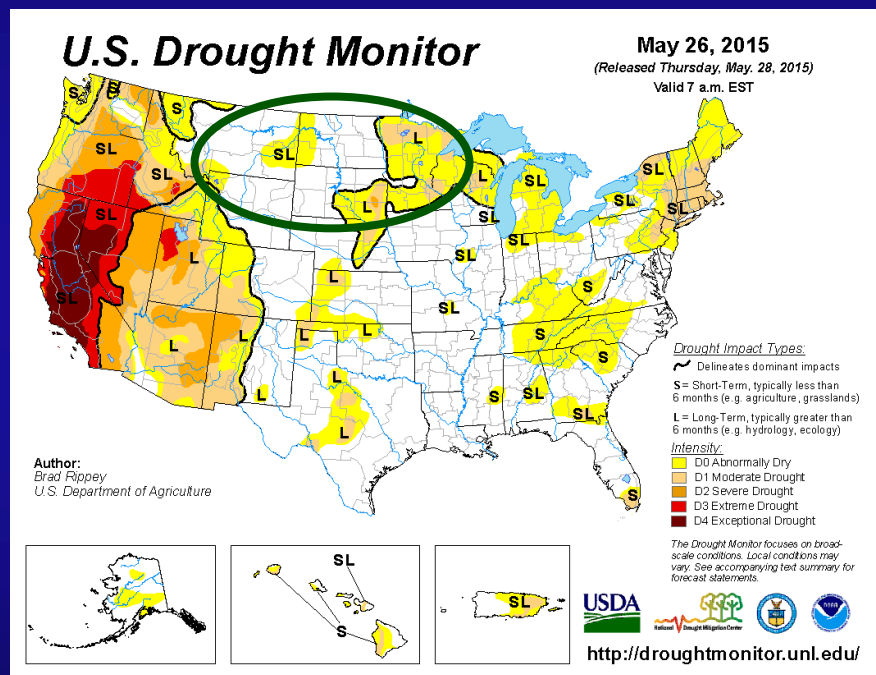 U.S. Drought Monitor
May 26, 2015
(Released Thursday, May. 28, 2015)
Valid 7 a.m. EST
S
S
S
SL
SL
SL
SL
L
L
L
SL
L
L
SL
L
SL
SL
SL
SL
SL
SL
SL
S
S
S
L
L
L
L
L
L
L
L
S
SL
SL
S
Drought Impact Types:
Delineates dominant impacts
S = Short-Term, typically less than
6 months (e.g. agriculture, grasslands)
L = Long-Term, typically greater than
6 months (e.g. hydrology, ecology)
Intensity:
D0 Abnormally Dry
D1 Moderate Drought
D2 Severe Drought
D3 Extreme Drought
D4 Exceptional Drought
Author:
Brad Rippey
U.S. Department of Agriculture
The Drought Monitor focuses on broad-
scale conditions. Local conditions may
vary. See accompanying text summary for
forecast statements.
SL
S
SL
USDA
National Drought Mitigation Center
NOAA
http://droughtmonitor.unl.edu/